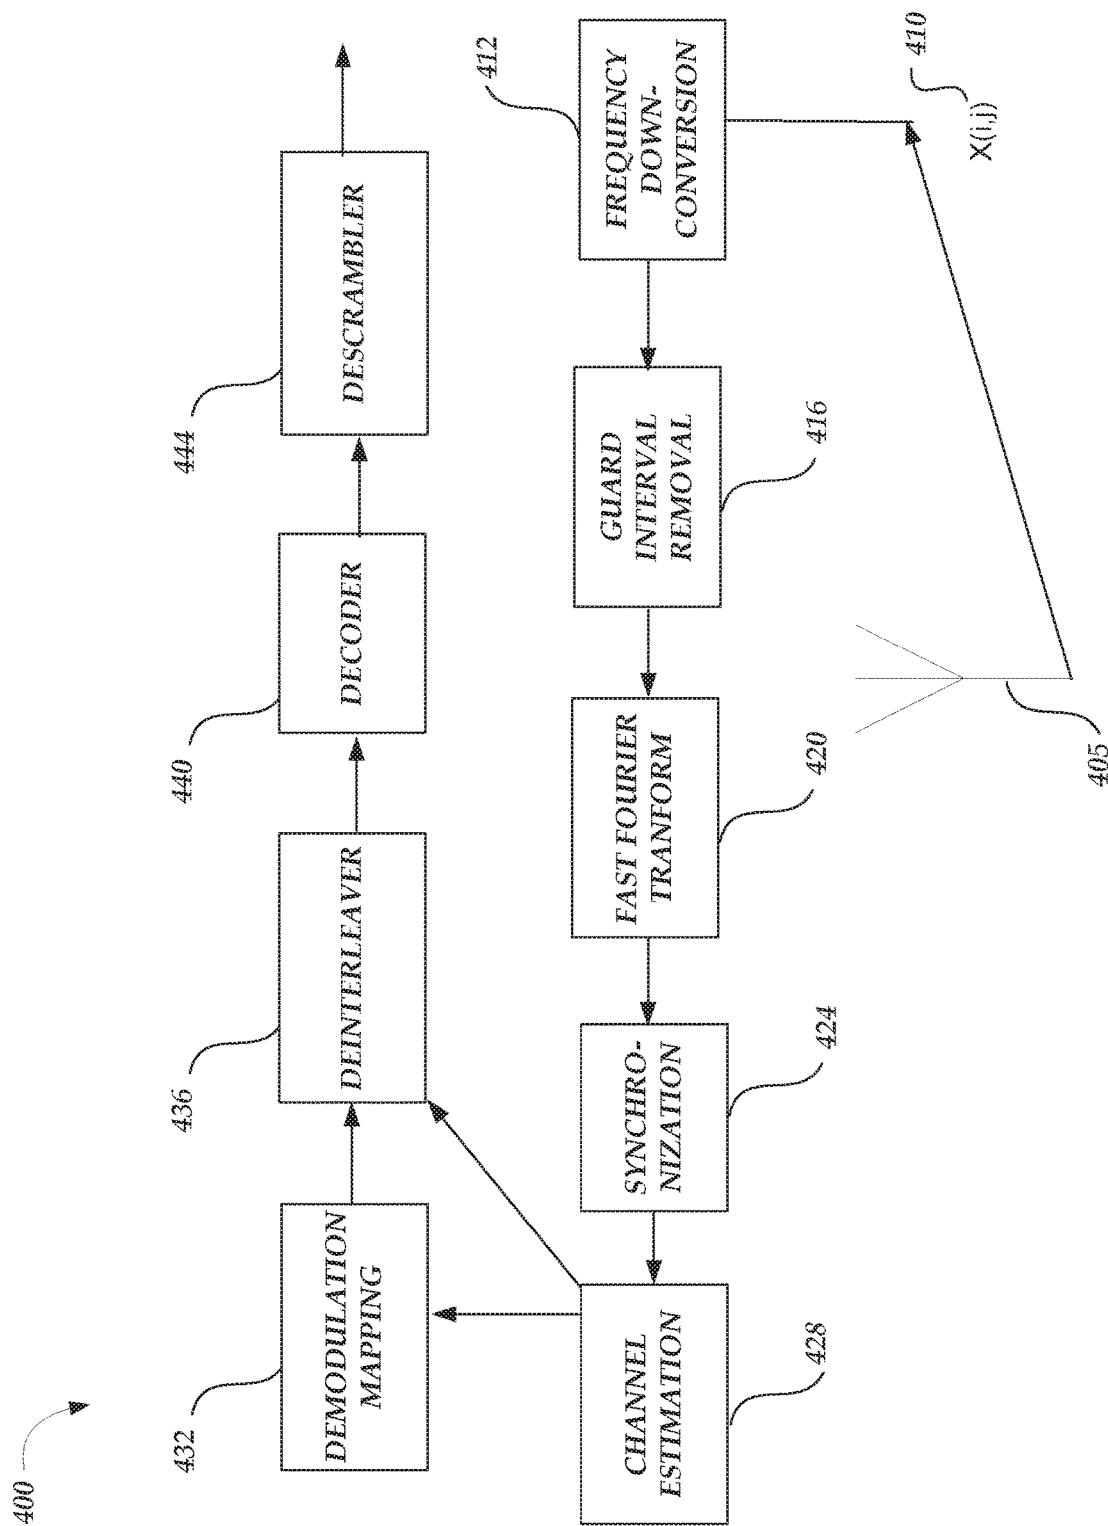 400
432
DEMODULATION
MAPPING
436
DEINTERLEAVER
440
DECODER
444
DESCRAMBLER
CHANNEL
ESTIMATION
428
SYNCHRO-
NIZATION
424
FAST FOURIER
TRANFORM
420
GUARD
INTERVAL
REMOVAL
416
412
FREQUENCY
DOWN-
CONVERSION
405
X(i,j)
410